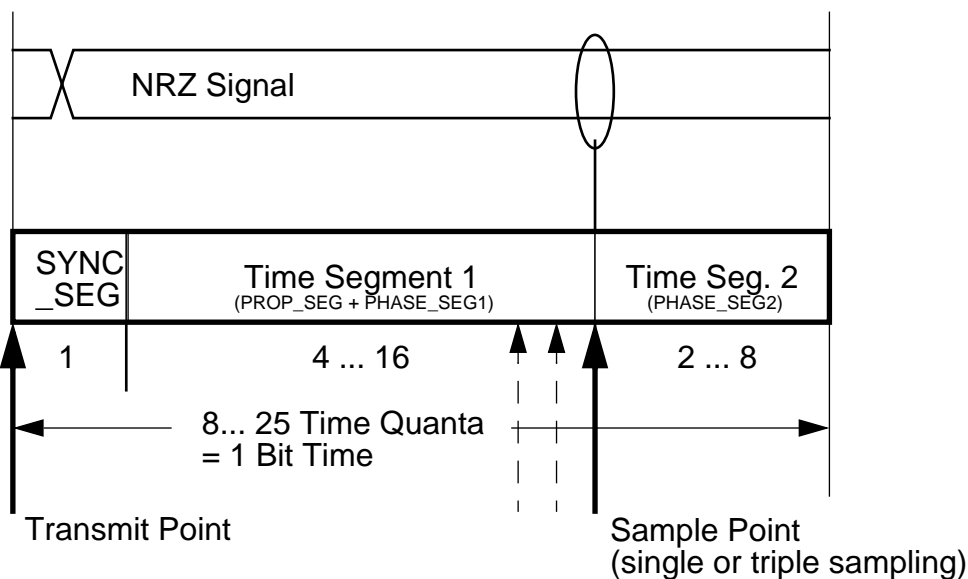 NRZ Signal
SYNC
_SEG
Time Segment 1
(PROP_SEG + PHASE_SEG1)
Time Seg. 2
(PHASE_SEG2)
1
4 ... 16
2 ... 8
8... 25 Time Quanta
= 1 Bit Time
Transmit Point
Sample Point
(single or triple sampling)